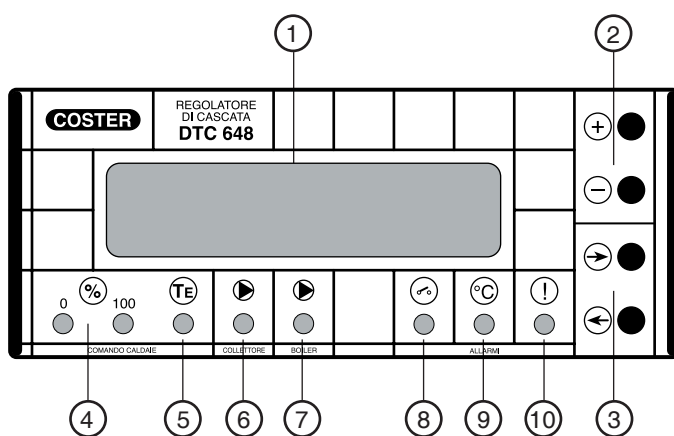 1
2
COSTER
REGOLATORE
DI CASCATA
DTC 648
+
−
0
%
100
TE
°C
!
COMANDO CALDAIE
COLLETTORE
BOILER
ALLARMI
4
5
6
7
8
9
10
3